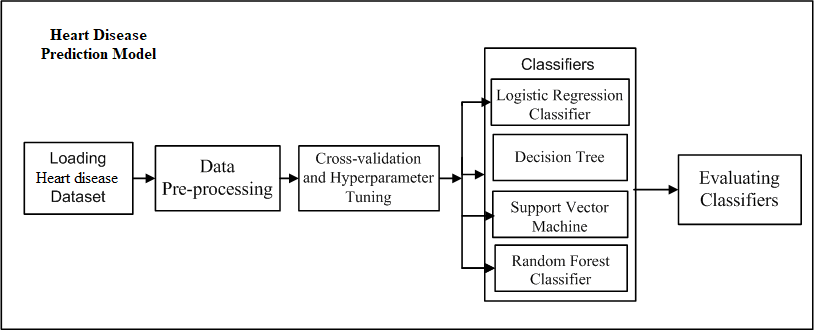 Heart Disease
Prediction Model
Loading
Heart disease
Dataset
Data
Pre-processing
Cross-validation
and Hyperparameter
Tuning
Classifiers
Logistic Regression
Classifier
Decision Tree
Support Vector
Machine
Random Forest
Classifier
Evaluating
Classifiers